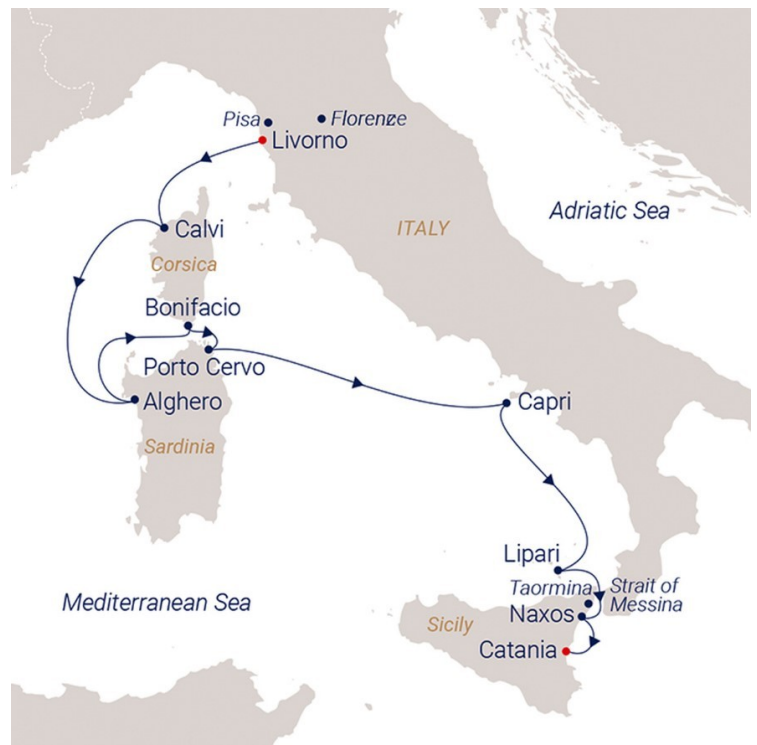 Pisa
Florence
Livorno
Adriatic Sea
ITALY
Calvi
Corsica
Bonifacio
Porto Cervo
Alghero
Capri
Sardinia
Lipari
Taormina
Strait of
Messina
Mediterranean Sea
Naxos
Sicily
Catania